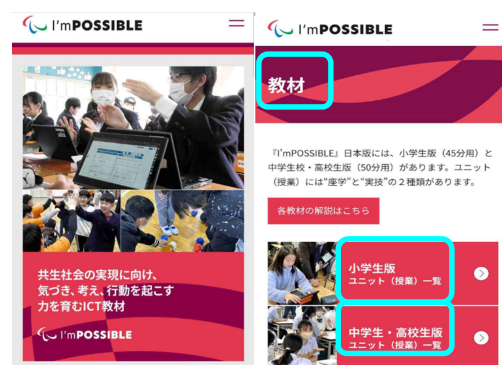 I'mPOSSIBLE
共生社会の実現に向け、
気づき、考え、行動を起こす
力を育むICT教材
I'mPOSSIBLE
I'mPOSSIBLE
教材
『I'mPOSSIBLE』日本版には、小学生版（45分用）と
中学生校・高校生版（50分用）があります。ユニット
（授業）には“座学”と“実技”の２種類があります。
各教材の解説はこちら
小学生版
ユニット（授業）一覧
中学生・高校生版
ユニット（授業）一覧